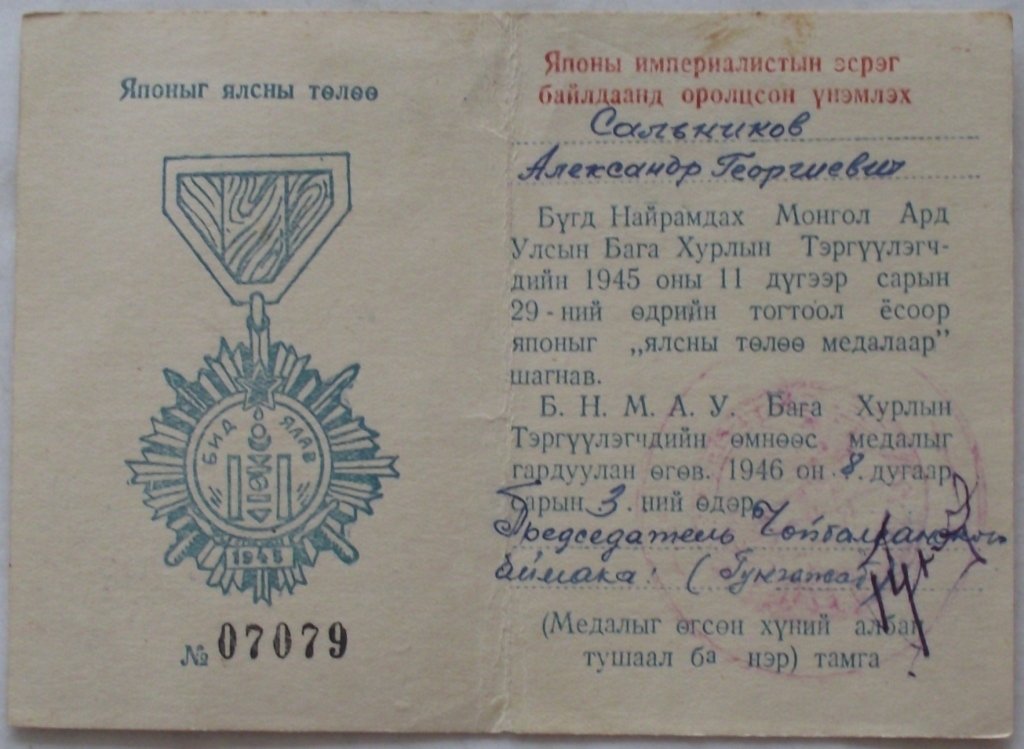 Японыг ялсны төлөө
БИД ЯЛАВ
1945
№ 07079
Японы империалистын эсрэг
байлдаанд оролцсон үнэмлэх
Сальников
Александр Георгиевич
Бүгд Найрамдах Монгол Ард
Улсын Бага Хурлын Тэргүүлэгч-
дийн 1945 оны 11 дүгээр сарын
29-ний өдрийн тогтоол ёсоор
японыг „ялсны төлөө медалаар"
шагнав.
Б. Н. М. А. У. Бага Хурлын
Тэргүүлэгчдийн өмнөөс медалыг
гардуулан өгөв. 1946 он 8. дугаар
сарын 3. ний өдөр
Председатель Чойбалсанского
аймака: (
(Медалыг өгсөн хүний албан
тушаал ба нэр) тамга